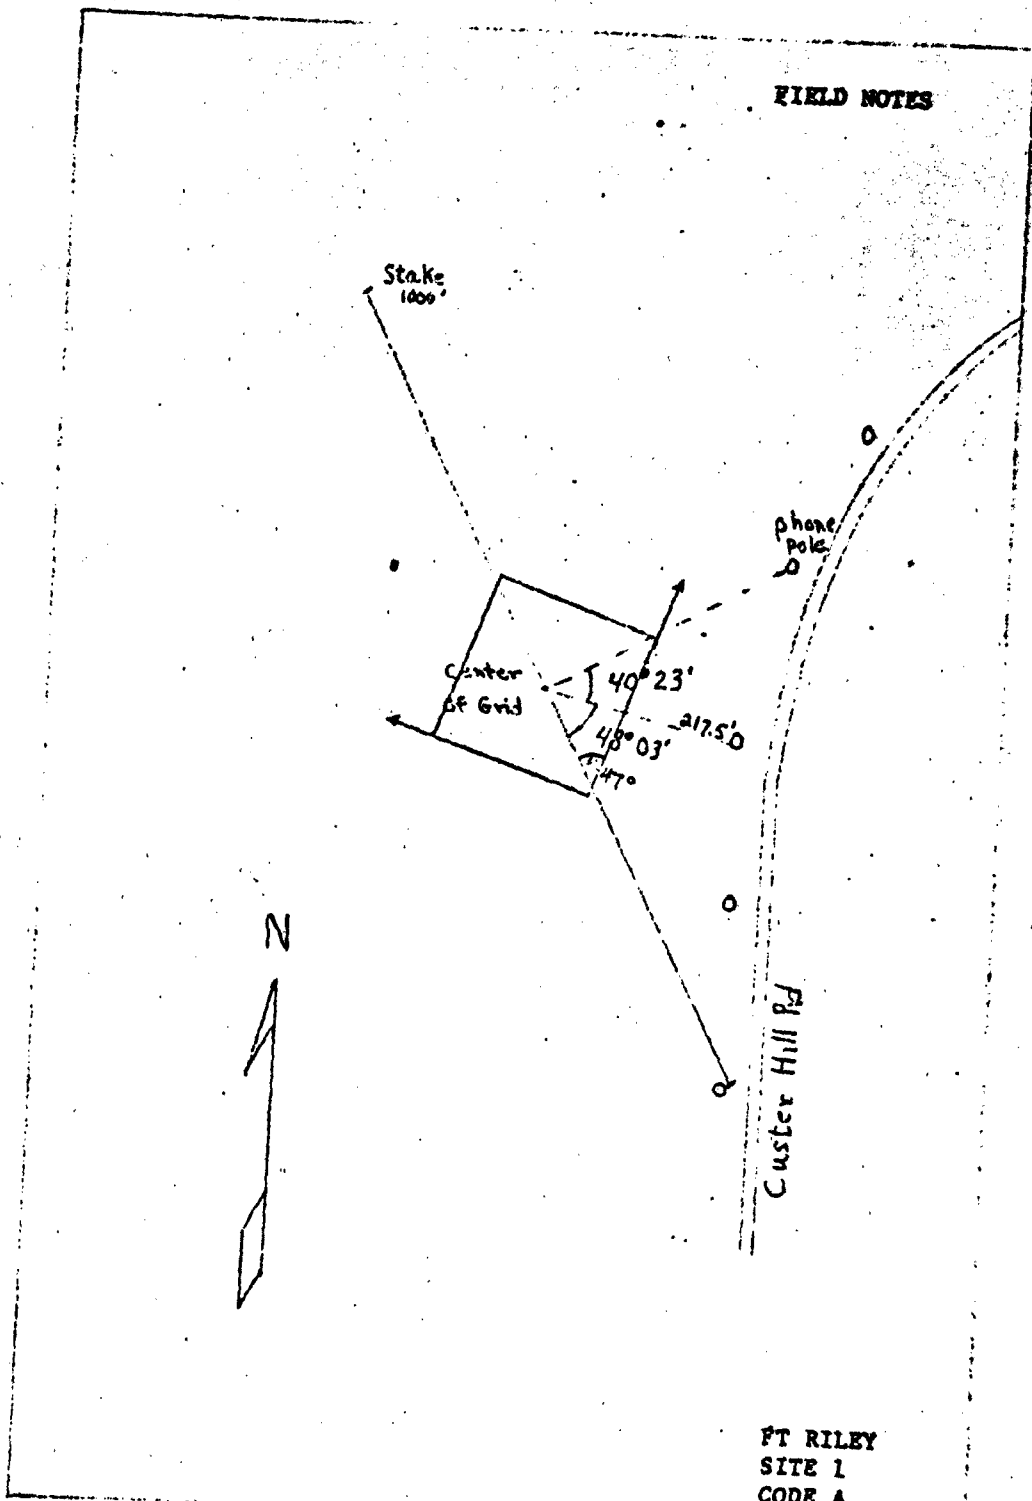 FIELD NOTES
Stake
1000'
phone
pole
Center
of Grid
40° 23'
217.5'
48° 03'
47°
N
Custer Hill Rd
FT RILEY
SITE 1
CODE A